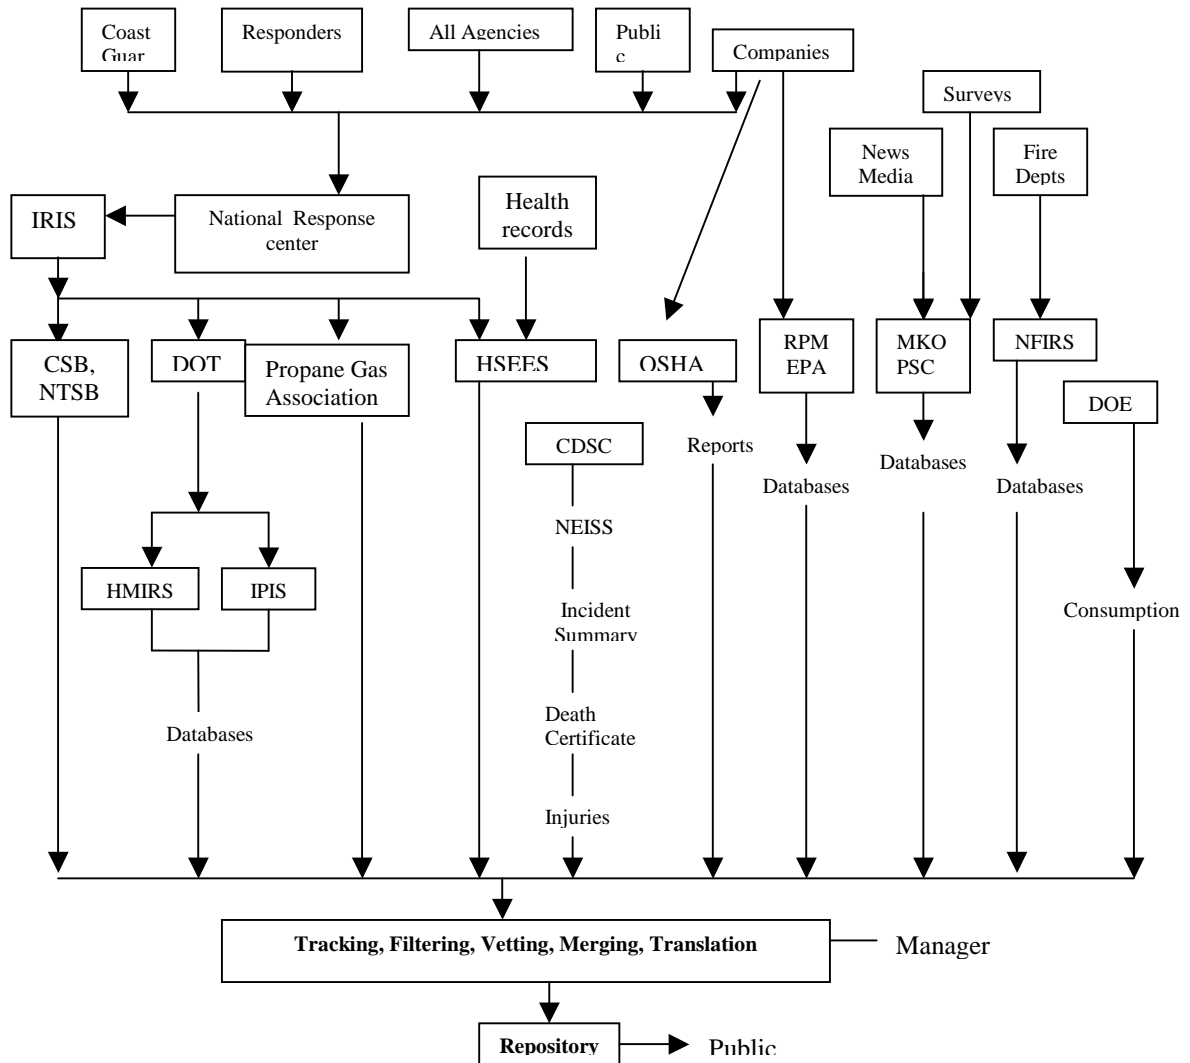 Coast
Guar
Responders
All Agencies
Publi
c
Companies
Surveys
News
Media
Fire
Depts
IRIS
National Response
center
Health
records
CSB,
NTSB
DOT
Propane Gas
Association
HSEES
OSHA
RPM
EPA
MKO
PSC
NFIRS
DOE
CDSC
Reports
Databases
Databases
Databases
NEISS
HMIRS
IPIS
Incident
Summary
Consumption
Death
Certificate
Databases
Injuries
Tracking, Filtering, Vetting, Merging, Translation
Manager
Repository
Public